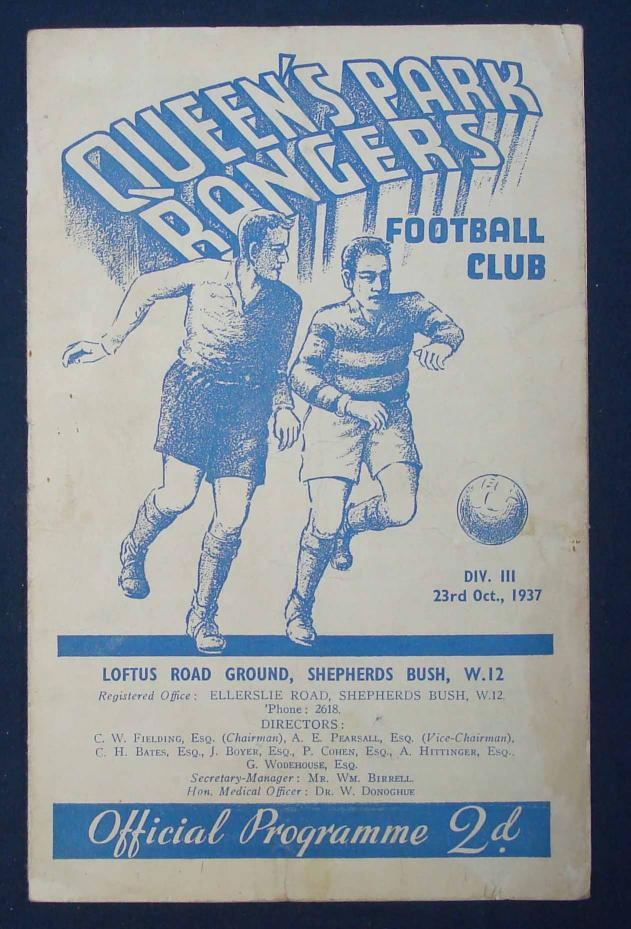 QUEEN'S PARK
RANGERS
FOOTBALL
CLUB
DIV. III
23rd Oct., 1937
LOFTUS ROAD GROUND, SHEPHERDS BUSH, W.12
Registered Office: ELLERSLIE ROAD, SHEPHERDS BUSH, W.12.
'Phone: 2618.
DIRECTORS:
C. W. FIELDING, ESQ. (Chairman), A. E. PEARSALL, ESQ. (Vice-Chairman),
C. H. BATES, ESQ., J. BOYER, ESQ., P. COHEN, ESQ., A. HITTINGER, ESQ.,
G. WODEHOUSE, ESQ.
Secretary-Manager: MR. WM. BIRRELL.
Hon. Medical Officer: DR. W. DONOGHUE
Official Programme 2d.